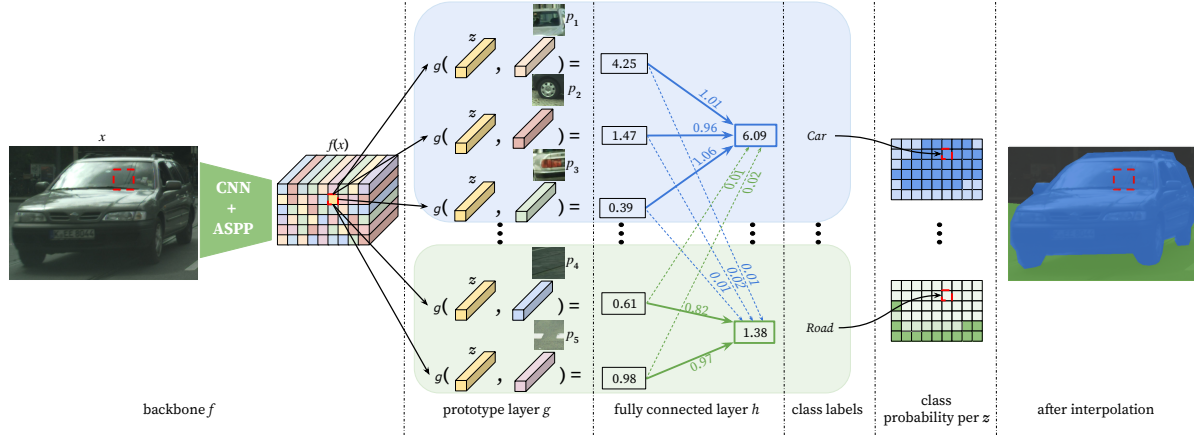 x
CNN
+
ASPP
f(x)
z
g( , ) =
p1
4.25
z
g( , ) =
p2
1.47
z
g( , ) =
p3
0.39
1.01
0.96
1.06
6.09
0.01
0.02
Car
z
g( , ) =
p4
0.61
z
g( , ) =
p5
0.98
0.01
0.02
0.01
0.82
0.97
1.38
Road
backbone f
prototype layer g
fully connected layer h
class labels
class
probability per z
after interpolation